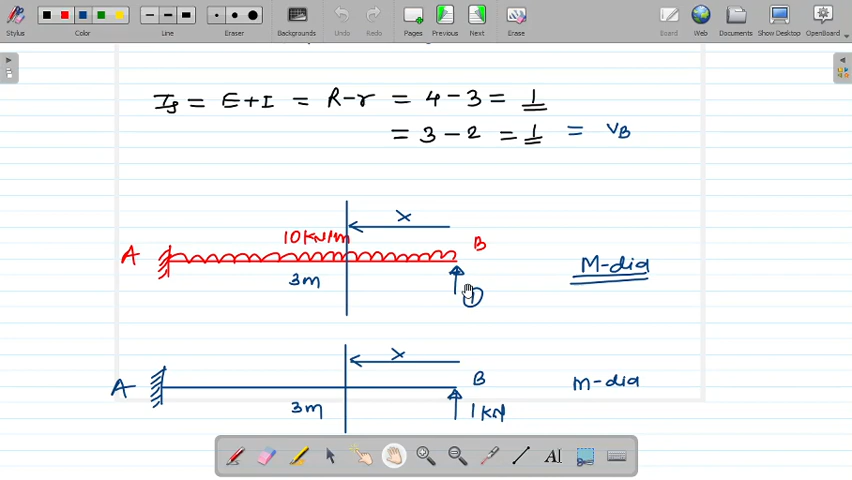 Stylus
Color
Line
Eraser
Backgrounds
Undo
Redo
Pages
Previous
Next
Erase
Board
Web
Documents
Show Desktop
OpenBoard
Is = E+I = R-r = 4-3 = 1
= 3-2 = 1 = VB
x
10KN/m
A
B
3m
M-dia
x
A
B
m-dia
3m
1KN